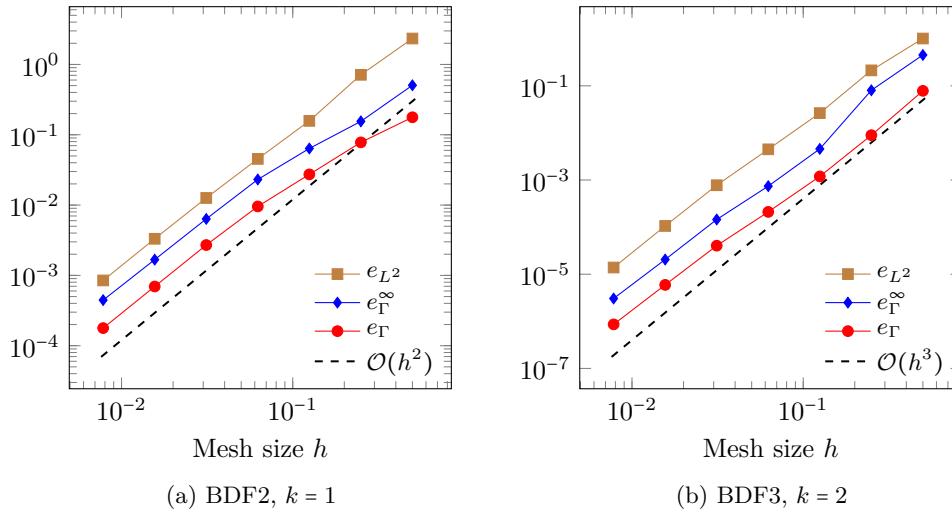 10^0
10^{-1}
10^{-2}
10^{-3}
10^{-4}
e_{L^2}
e_Γ^∞
e_Γ
𝒪(h^2)
10^{-2}
10^{-1}
Mesh size h
(a) BDF2, k = 1
10^{-1}
10^{-3}
10^{-5}
10^{-7}
e_{L^2}
e_Γ^∞
e_Γ
𝒪(h^3)
10^{-2}
10^{-1}
Mesh size h
(b) BDF3, k = 2